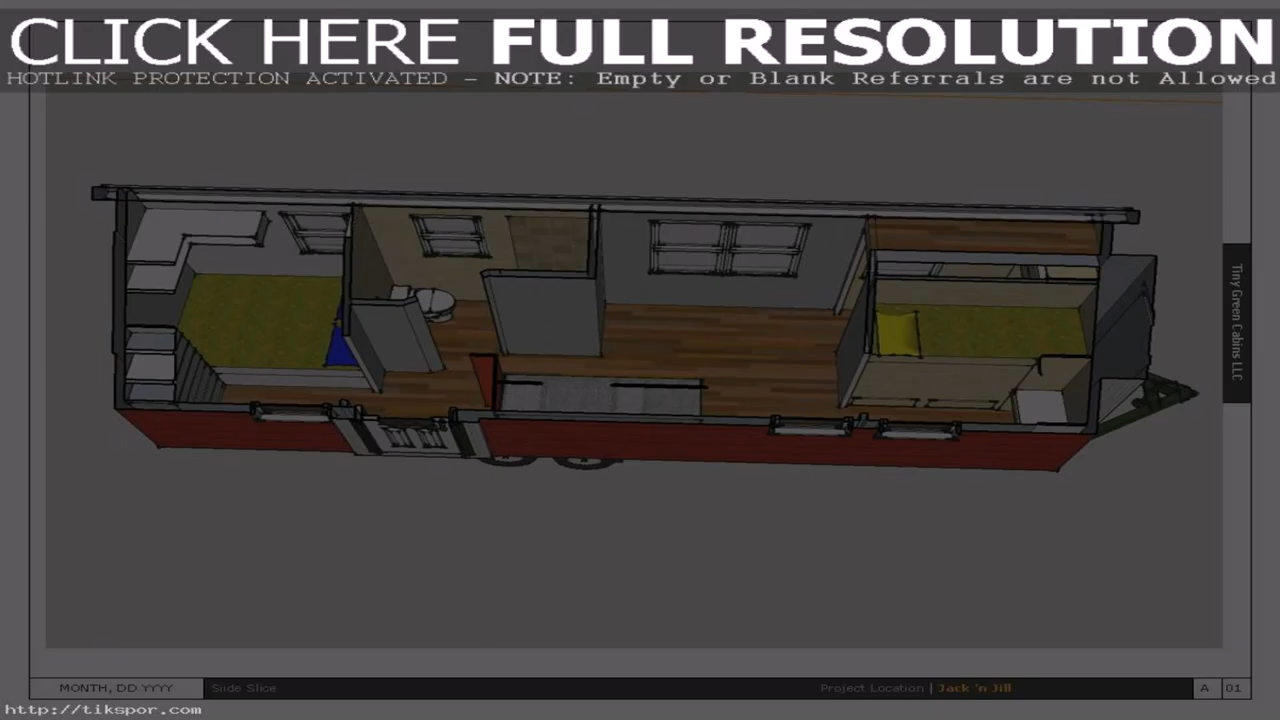 CLICK HERE FULL RESOLUTION
HOTLINK PROTECTION ACTIVATED – NOTE: Empty or Blank Referrals are not Allowed
Tiny Green Cabins LLC
MONTH, DD YYYY
Siide Slice
Project Location | Jack 'n Jill
A 01
http://tikspor.com